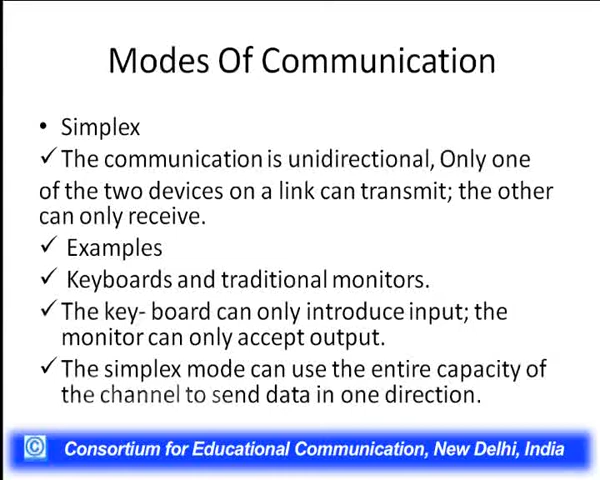 Modes Of Communication
• Simplex
✓ The communication is unidirectional, Only one
of the two devices on a link can transmit; the other
can only receive.
✓ Examples
✓ Keyboards and traditional monitors.
✓ The key- board can only introduce input; the
monitor can only accept output.
✓ The simplex mode can use the entire capacity of
the channel to send data in one direction.
© Consortium for Educational Communication, New Delhi, India